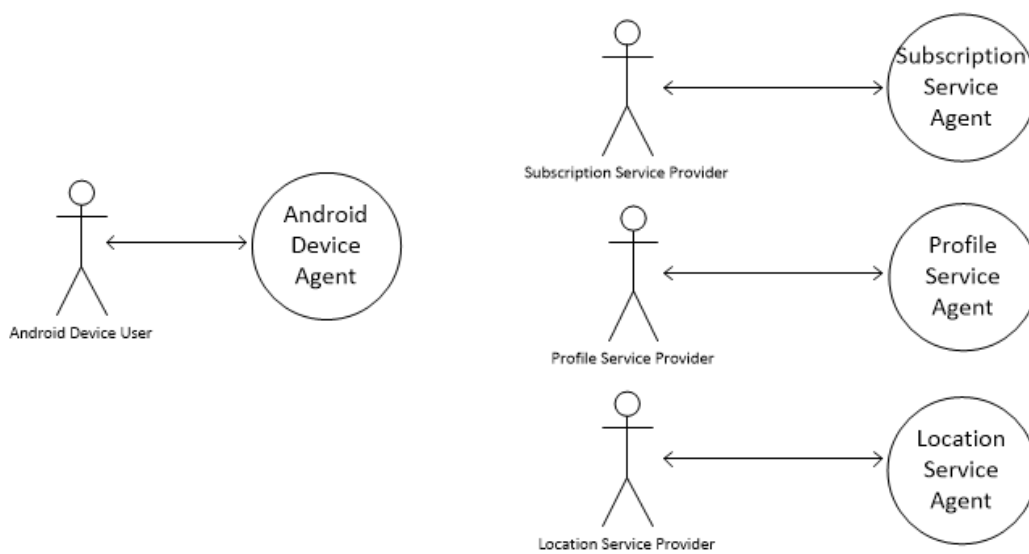 Subscription
Service
Agent
Subscription Service Provider
Android
Device
Agent
Android Device User
Profile
Service
Agent
Profile Service Provider
Location
Service
Agent
Location Service Provider